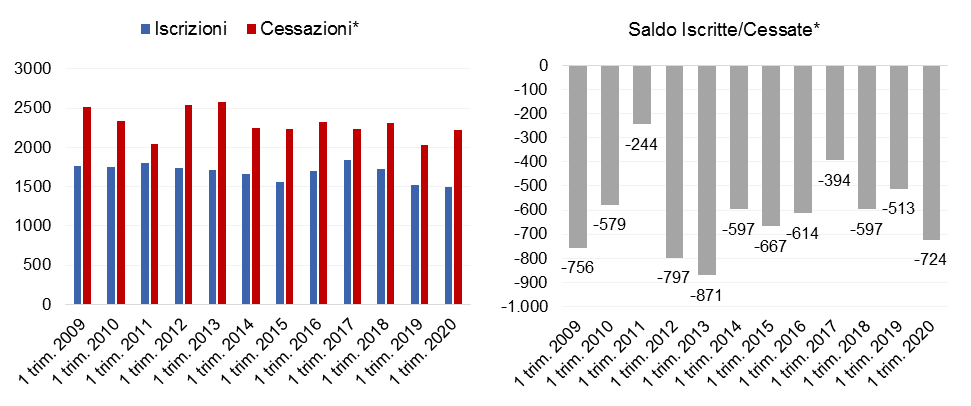 Iscrizioni Cessazioni*
3000
2500
2000
1500
1000
500
0
1 trim. 2009
1 trim. 2010
1 trim. 2011
1 trim. 2012
1 trim. 2013
1 trim. 2014
1 trim. 2015
1 trim. 2016
1 trim. 2017
1 trim. 2018
1 trim. 2019
1 trim. 2020
Saldo Iscritte/Cessate*
0
-100
-200
-300
-400
-500
-600
-700
-800
-900
-1.000
-756
-579
-244
-797
-871
-597
-667
-614
-394
-597
-513
-724
1 trim. 2009
1 trim. 2010
1 trim. 2011
1 trim. 2012
1 trim. 2013
1 trim. 2014
1 trim. 2015
1 trim. 2016
1 trim. 2017
1 trim. 2018
1 trim. 2019
1 trim. 2020